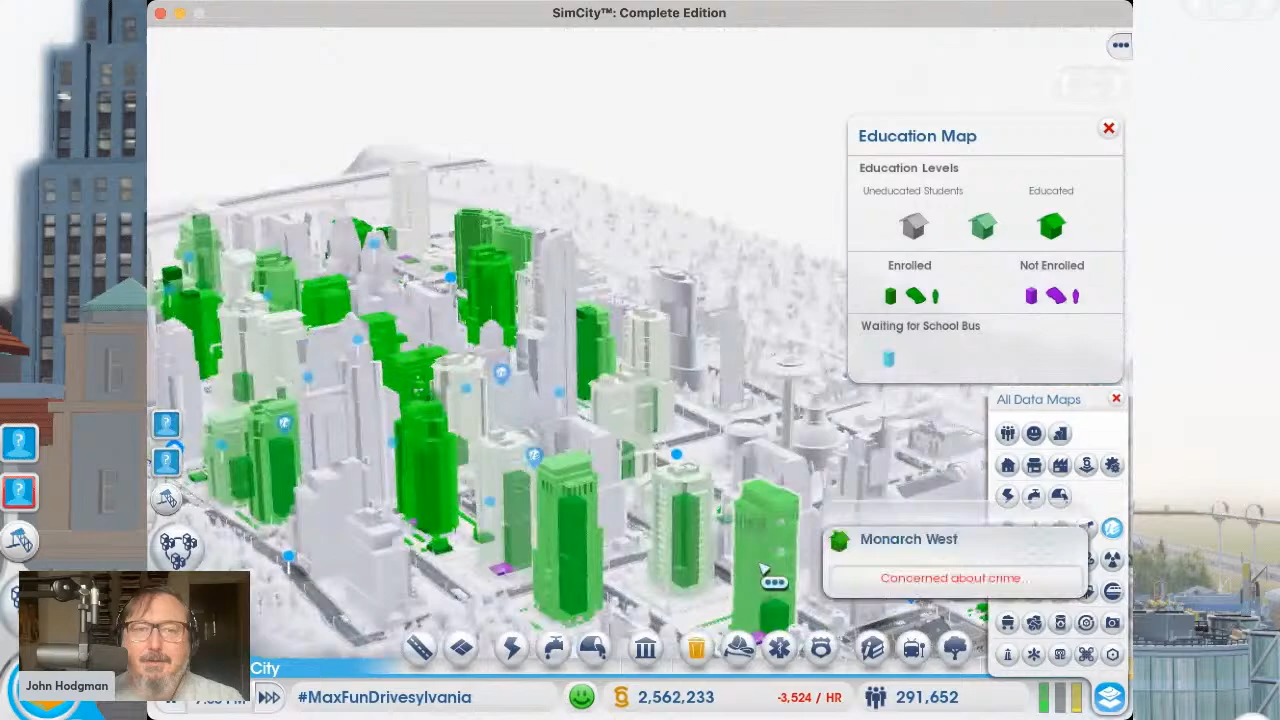 SimCity™: Complete Edition
Education Map
Education Levels
Uneducated Students
Educated
Enrolled
Not Enrolled
Waiting for School Bus
All Data Maps
Monarch West
Concerned about crime...
John Hodgman
City
#MaxFunDrivesylvania
2,562,233
-3,524 / HR
291,652